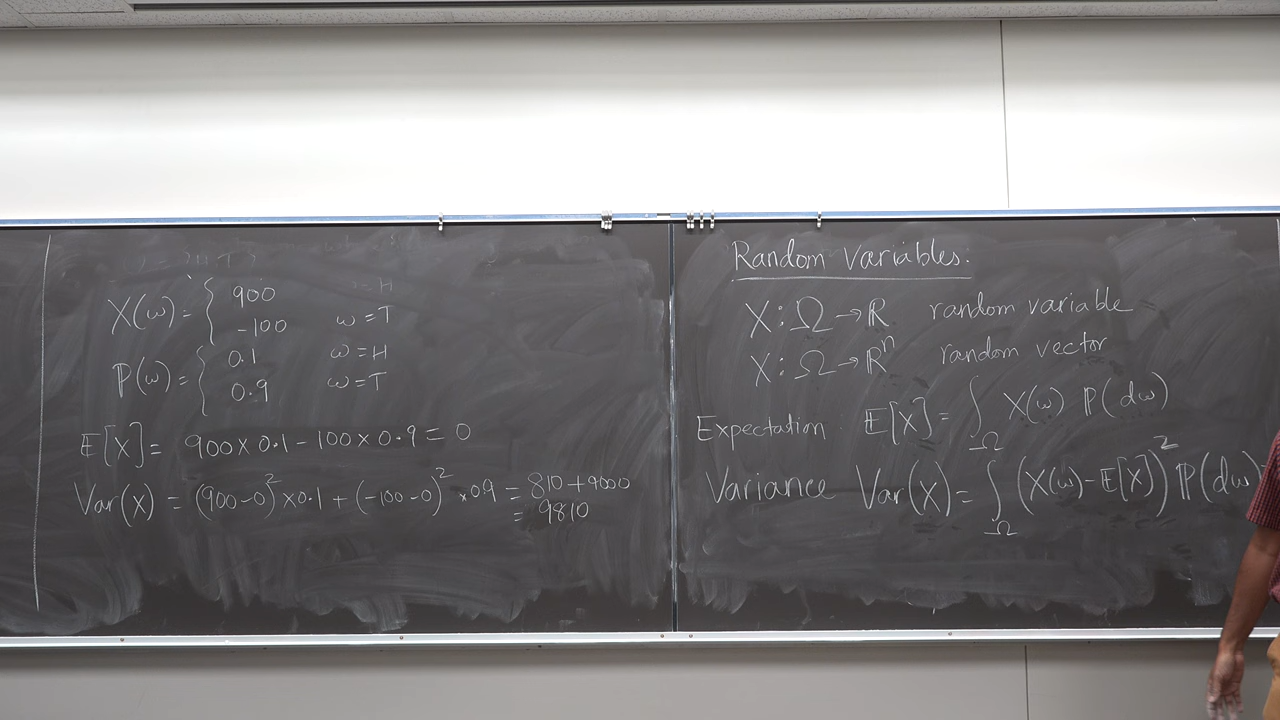 X(ω) = { 900 = H
-100 ω = T
P(ω) = { 0.1 ω = H
0.9 ω = T
E[X] = 900 x 0.1 - 100 x 0.9 = 0
Var(X) = (900-0)² x 0.1 + (-100-0)² x 0.9 = 810 + 9000
= 9810
Random Variables:
X : Ω → ℝ random variable
X : Ω → ℝⁿ random vector
Expectation E[X] = ∫_Ω X(ω) P(dω)
Variance Var(X) = ∫_Ω (X(ω) - E[X])² P(dω)